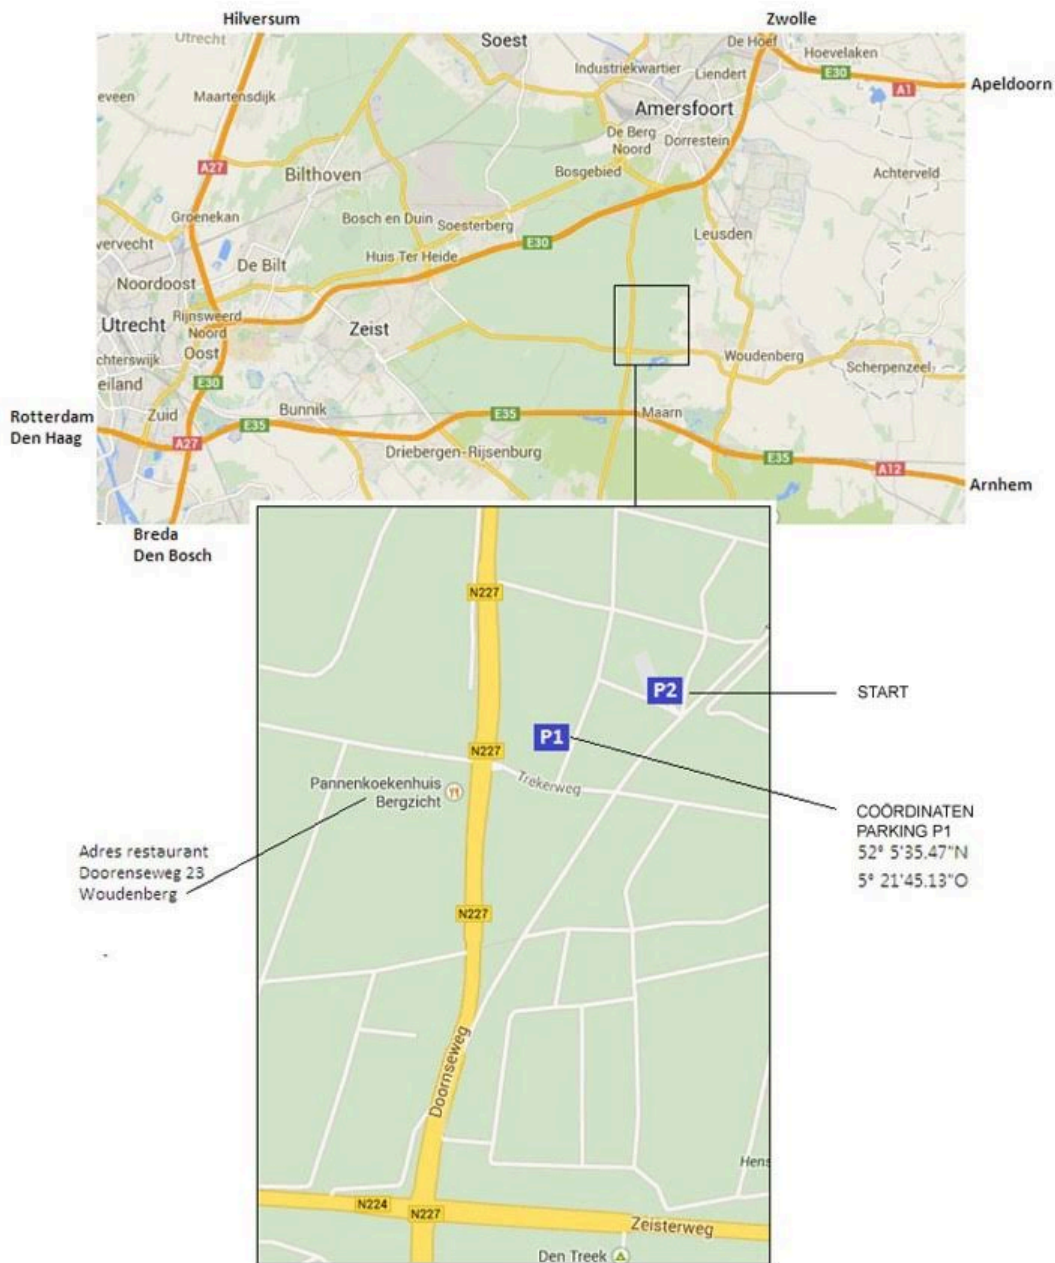 Hilversum
Zwolle
Utrecht
Soest
De Hoef
Hoevelaken
Industriekwartier
Liendert
E30
A1
Apeldoorn
eveen
Maartensdijk
Amersfoort
De Berg
Noord
Dorrestein
A27
Bilthoven
Bosgebied
Achterveld
Groenekan
Bosch en Duin
Soesterberg
Leusden
vervecht
E30
De Bilt
Huis Ter Heide
Noordoost
Rijnsweerd
Noord
Utrecht
Zeist
Oost
chterswijk
Woudenberg
Scherpenzeel
eiland
E30
Rotterdam
Den Haag
Zuid
Bunnik
E35
E35
Maarn
A27
Driebergen-Rijsenburg
E35
A12
Arnhem
Breda
Den Bosch
N227
P2
START
P1
N227
Trekerweg
Pannenkoekenhuis
Bergzicht
COÖRDINATEN
PARKING P1
52° 5'35.47"N
5° 21'45.13"O
Adres restaurant
Doorenseweg 23
Woudenberg
N227
Doornseweg
Hens
N224
N227
Zeisterweg
Den Treek